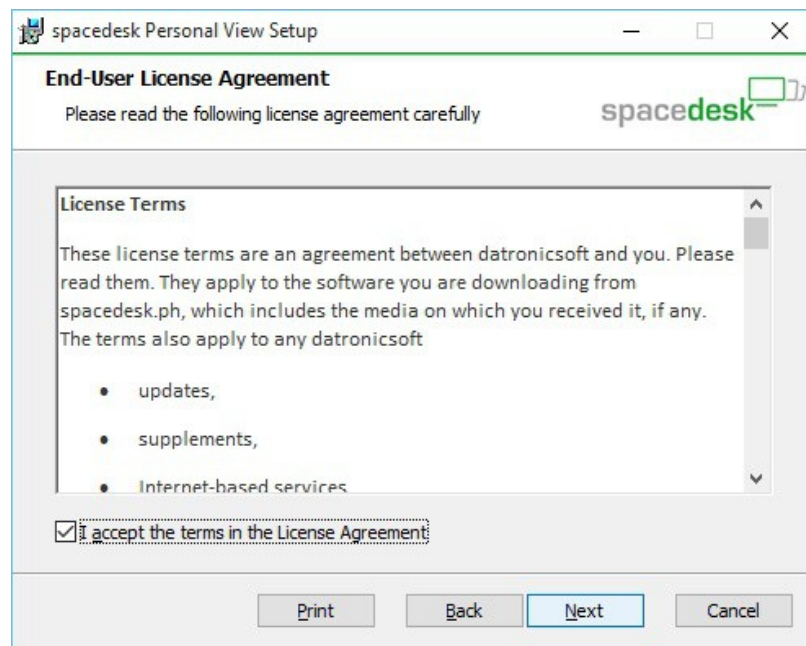 spacedesk Personal View Setup
End-User License Agreement
Please read the following license agreement carefully
spacedesk
License Terms
These license terms are an agreement between datronicsoft and you. Please
read them. They apply to the software you are downloading from
spacedesk.ph, which includes the media on which you received it, if any.
The terms also apply to any datronicsoft
• updates,
• supplements,
• Internet-based services
I accept the terms in the License Agreement
Print Back Next Cancel